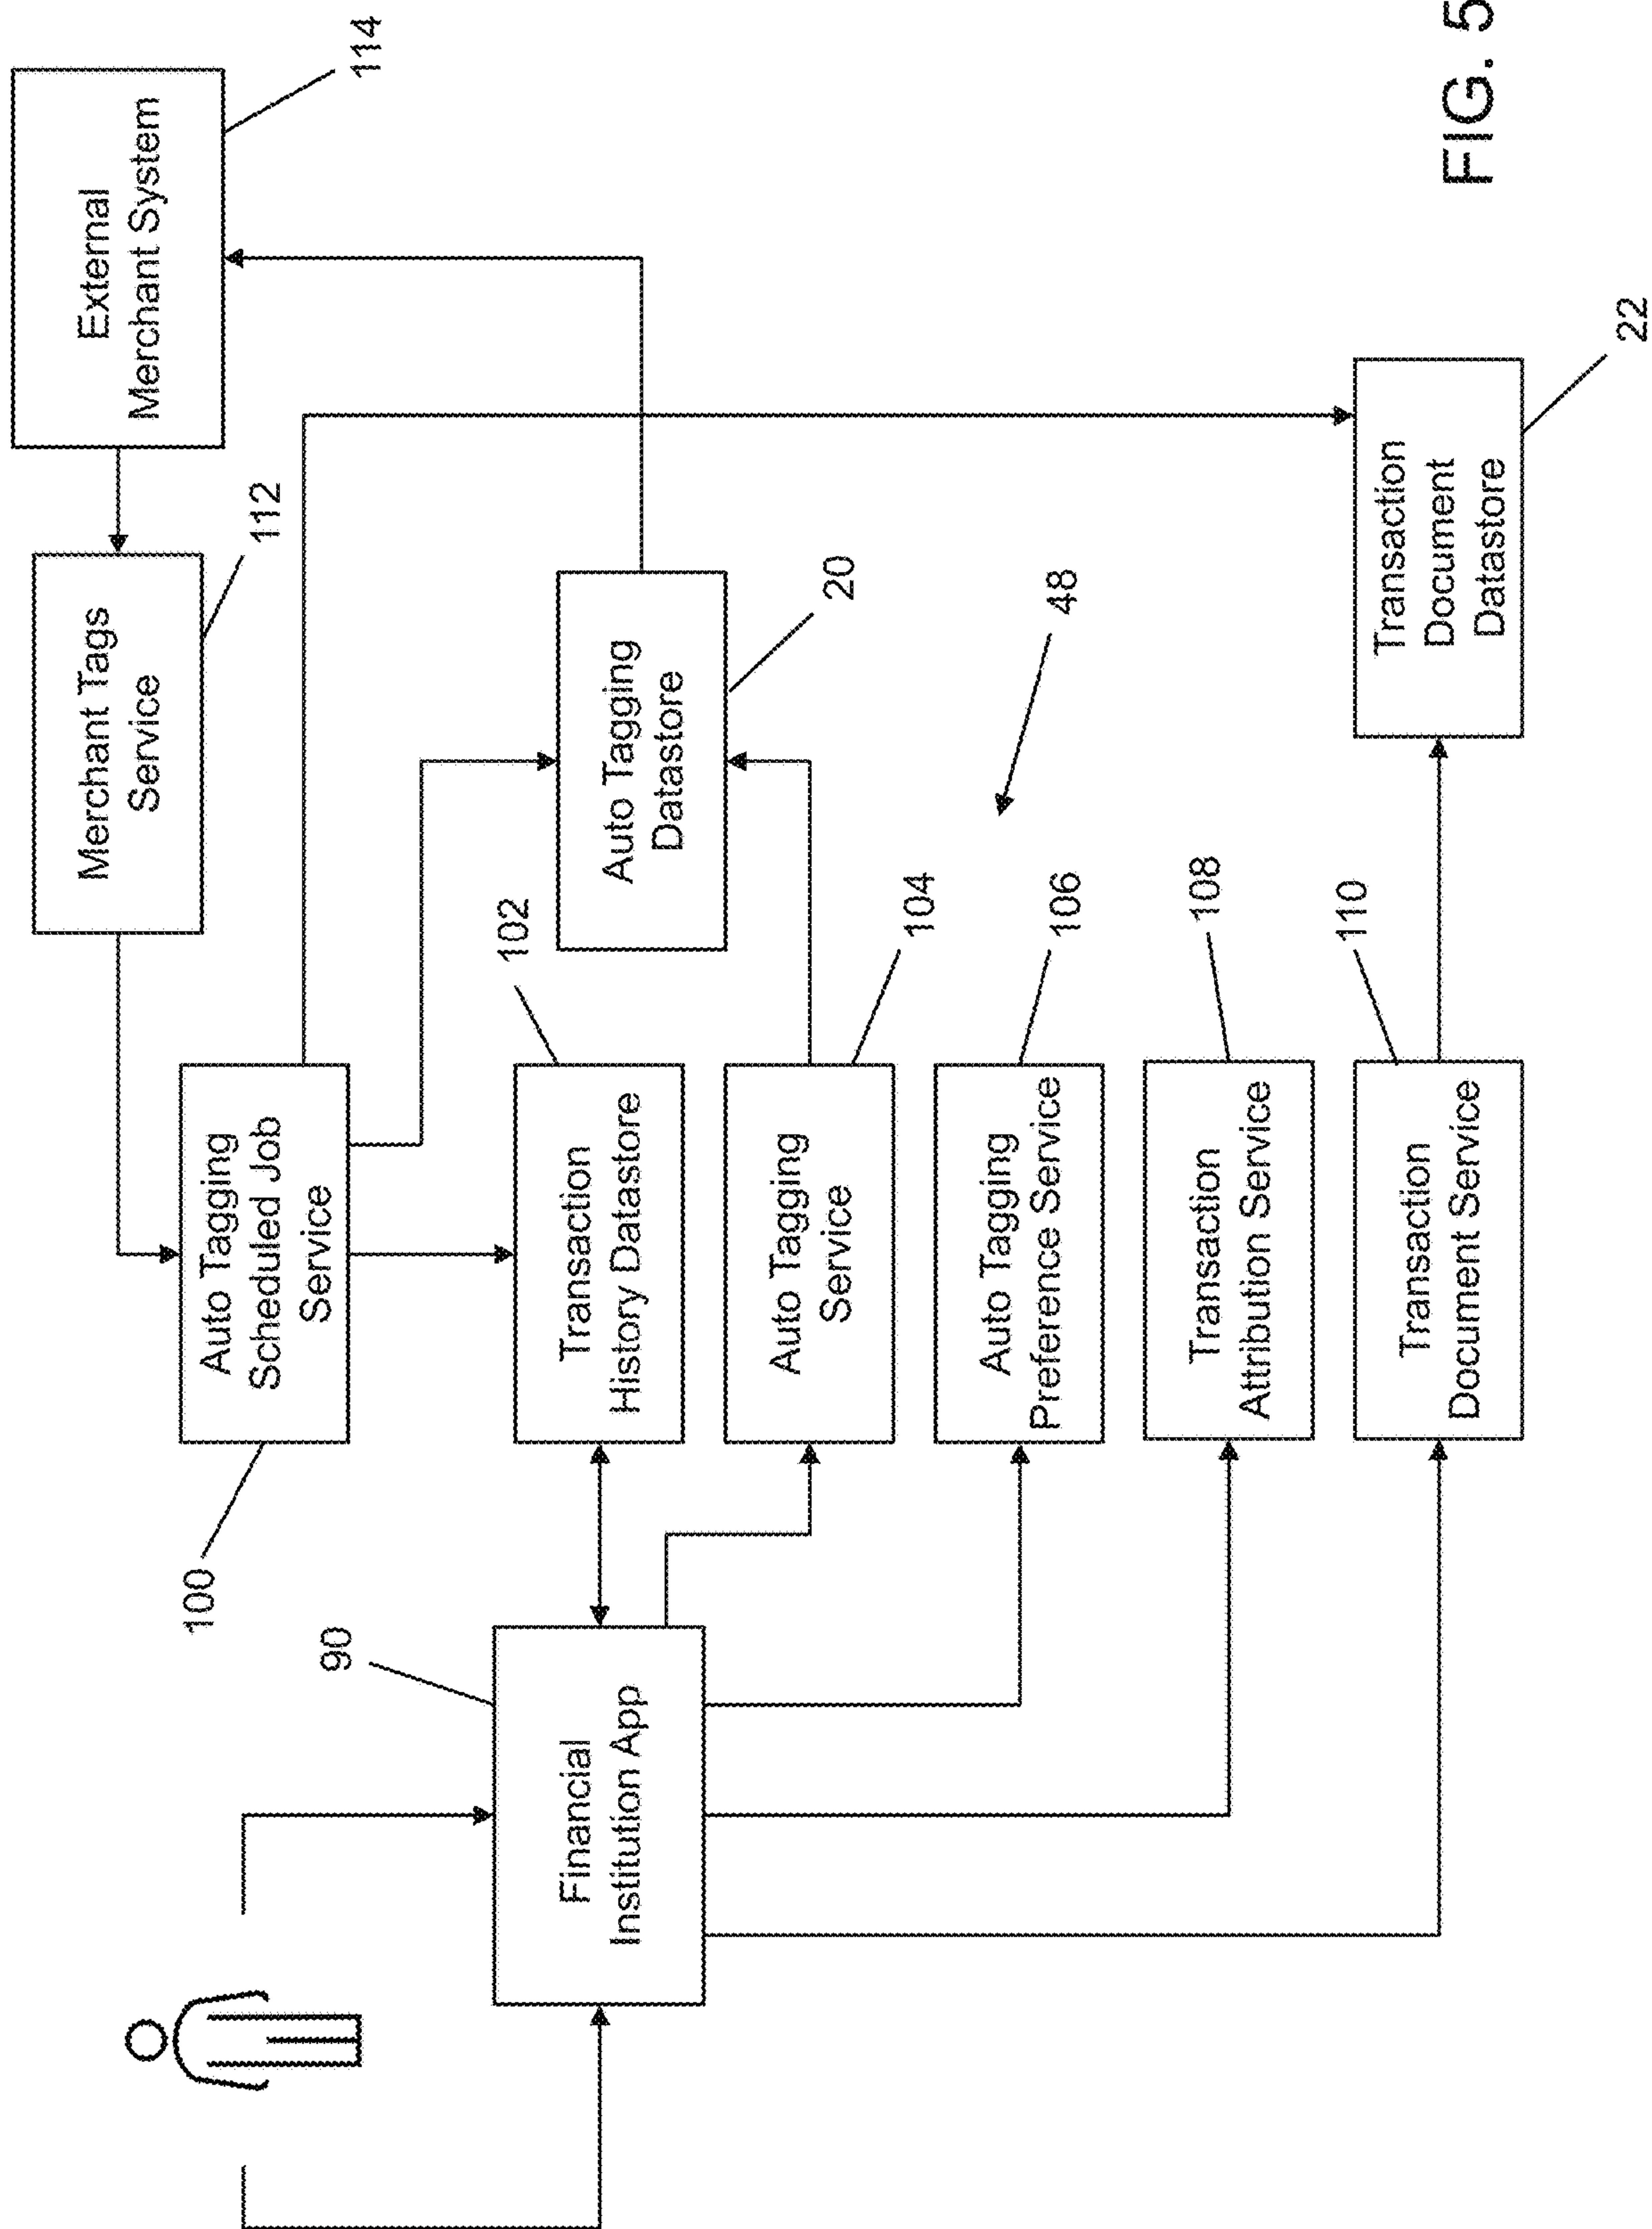 External
Merchant System
114
Merchant Tags
Service
112
Auto Tagging
Scheduled Job
Service
100
Transaction
History Datastore
102
Auto Tagging
Datastore
20
Financial
Institution App
90
Auto Tagging
Service
104
48
Auto Tagging
Preference Service
106
Transaction
Attribution Service
108
Transaction
Document Service
110
Transaction
Document
Datastore
22
FIG. 5